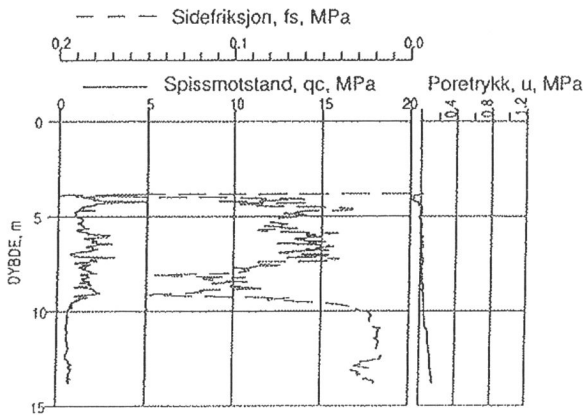 Sidefriksjon, fs, MPa
0,2 0,1 0,0
Spissmotstand, qc, MPa Poretrykk, u, MPa
0 5 10 15 20 0,4 0,8 1,2
0
5
10
15
DYBDE, m